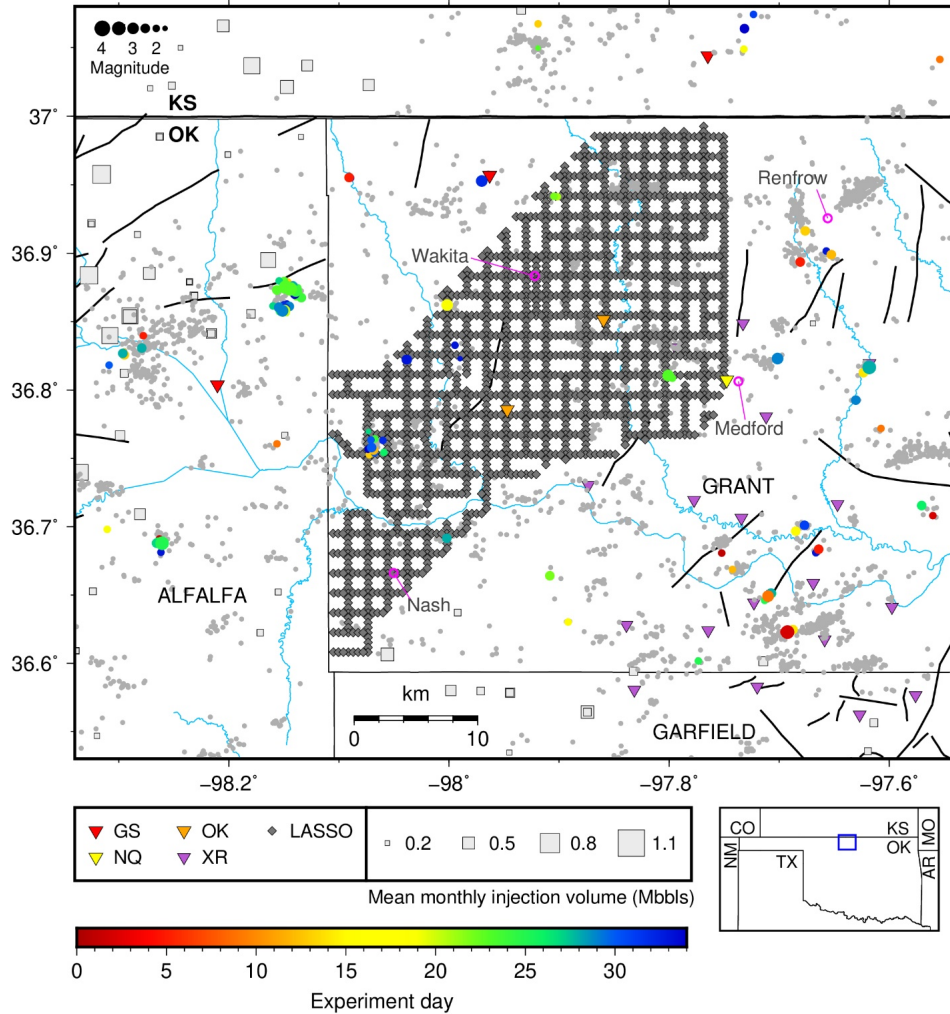 4 3 2
Magnitude
KS
37°
OK
Renfrow
36.9°
Wakita
36.8°
Medford
GRANT
36.7°
ALFALFA
Nash
36.6°
km
0 10
GARFIELD
−98.2° −98° −97.8° −97.6°
GS OK LASSO 0.2 0.5 0.8 1.1
NQ XR
Mean monthly injection volume (Mbbls)
CO KS MO
NM OK AR
TX
0 5 10 15 20 25 30
Experiment day